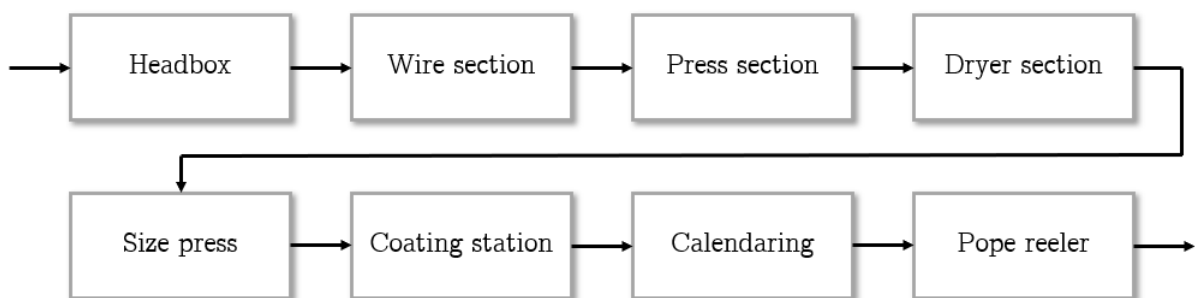 Headbox
Wire section
Press section
Dryer section
Size press
Coating station
Calendaring
Pope reeler